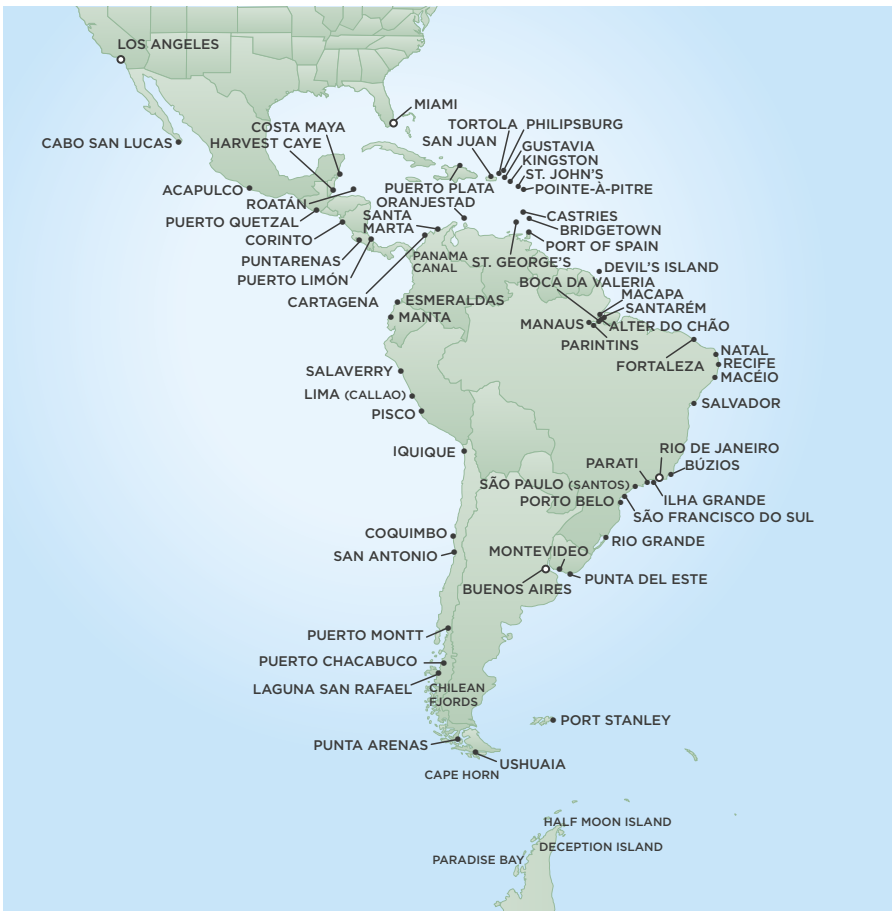 LOS ANGELES
MIAMI
COSTA MAYA
TORTOLA
PHILIPSBURG
CABO SAN LUCAS
HARVEST CAYE
SAN JUAN
GUSTAVIA
KINGSTON
ST. JOHN'S
ACAPULCO
PUERTO PLATA
POINTE-À-PITRE
ROATÁN
ORANJESTAD
PUERTO QUETZAL
SANTA
MARTA
CASTRIES
CORINTO
BRIDGETOWN
PORT OF SPAIN
PUNTARENAS
PANAMA
CANAL
ST. GEORGE'S
DEVIL'S ISLAND
PUERTO LIMÓN
BOCA DA VALERIA
CARTAGENA
ESMERALDAS
MACAPA
SANTARÉM
MANTA
MANAUS
ALTER DO CHÃO
PARINTINS
NATAL
FORTALEZA
RECIFE
SALAVERRY
MACÉIO
LIMA (CALLAO)
SALVADOR
PISCO
IQUIQUE
RIO DE JANEIRO
PARATI
BÚZIOS
SÃO PAULO (SANTOS)
PORTO BELO
ILHA GRANDE
SÃO FRANCISCO DO SUL
COQUIMBO
RIO GRANDE
SAN ANTONIO
MONTEVIDEO
BUENOS AIRES
PUNTA DEL ESTE
PUERTO MONTT
PUERTO CHACABUCO
LAGUNA SAN RAFAEL
CHILEAN
FJORDS
PORT STANLEY
PUNTA ARENAS
USHUAIA
CAPE HORN
HALF MOON ISLAND
DECEPTION ISLAND
PARADISE BAY